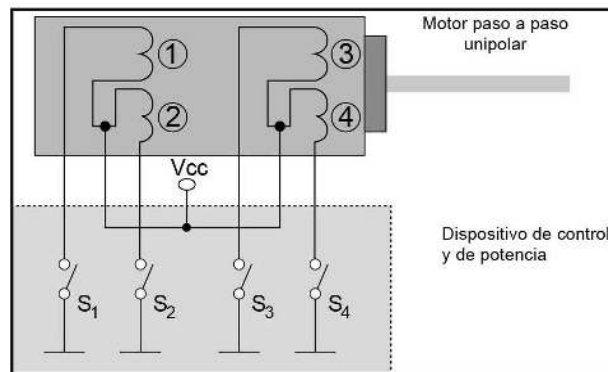 Motor paso a paso
unipolar
1
3
2
4
Vcc
Dispositivo de control
y de potencia
S1
S2
S3
S4